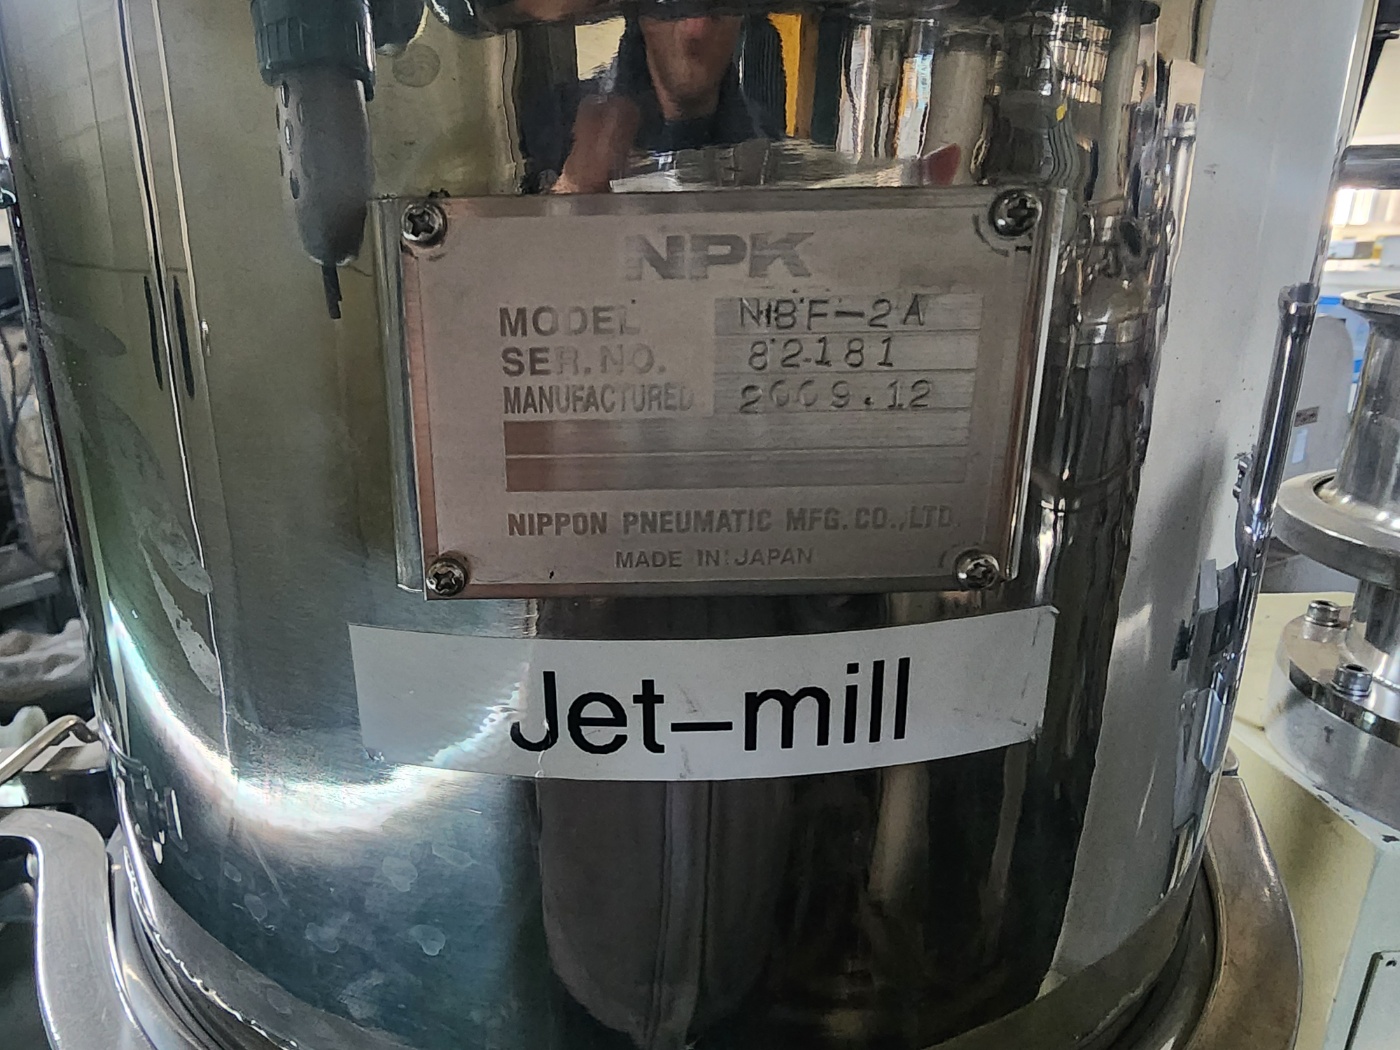 NPK
MODEL NBF-2A
SER.NO. 82181
MANUFACTURED 2009.12
NIPPON PNEUMATIC MFG.CO.,LTD.
MADE IN JAPAN
Jet-mill